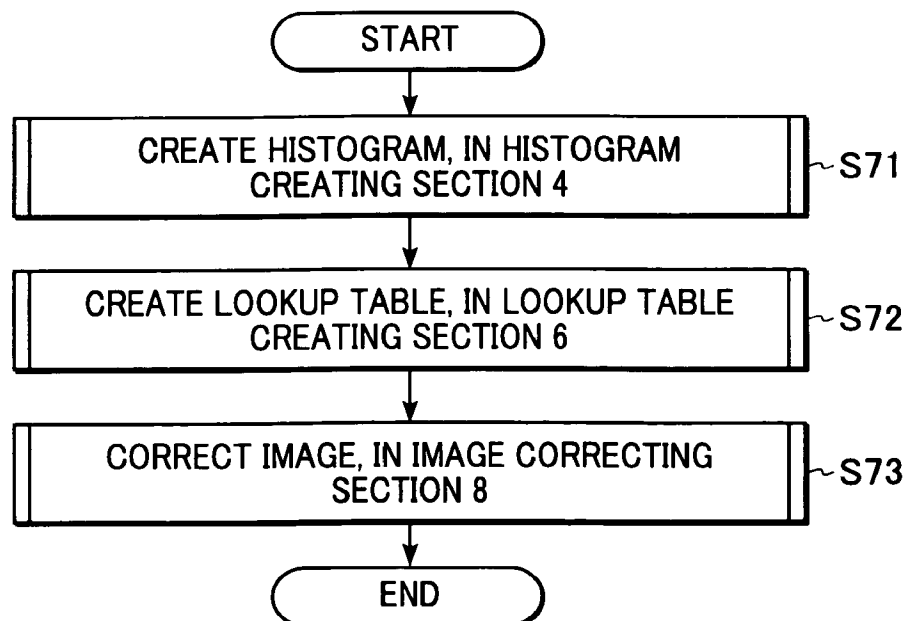 START
CREATE HISTOGRAM, IN HISTOGRAM
CREATING SECTION 4
S71
CREATE LOOKUP TABLE, IN LOOKUP TABLE
CREATING SECTION 6
S72
CORRECT IMAGE, IN IMAGE CORRECTING
SECTION 8
S73
END